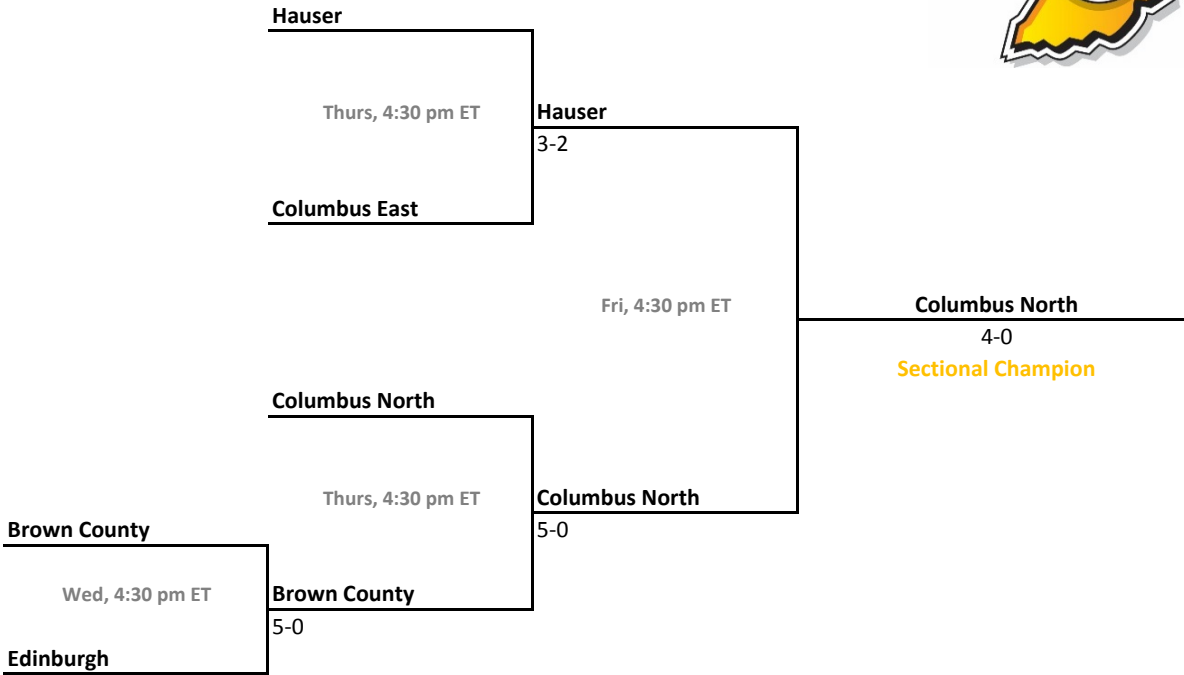 Hauser
Thurs, 4:30 pm ET
Hauser
3-2
Columbus East
Fri, 4:30 pm ET
Columbus North
4-0
Sectional Champion
Columbus North
Thurs, 4:30 pm ET
Columbus North
5-0
Brown County
Wed, 4:30 pm ET
Brown County
5-0
Edinburgh